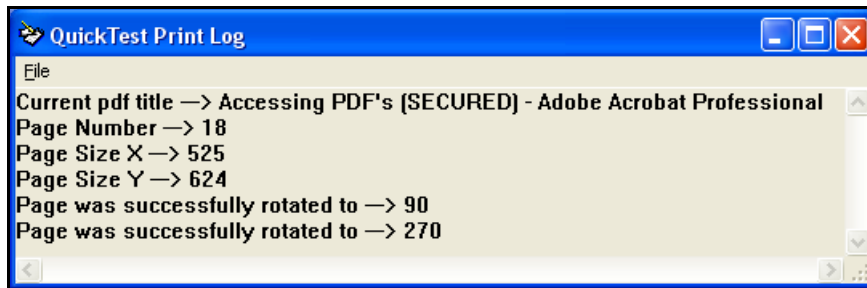 QuickTest Print Log
File
Current pdf title —> Accessing PDF's (SECURED) - Adobe Acrobat Professional
Page Number —> 18
Page Size X —> 525
Page Size Y —> 624
Page was successfully rotated to —> 90
Page was successfully rotated to —> 270